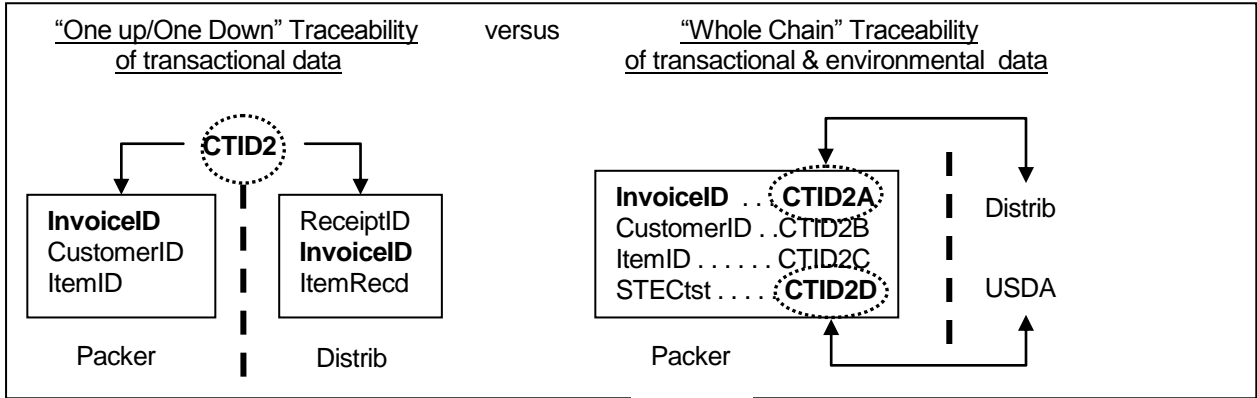 “One up/One Down” Traceability versus “Whole Chain” Traceability
of transactional data of transactional & environmental data
CTID2
InvoiceID
CustomerID
ItemID
Packer
ReceiptID
InvoiceID
ItemRecd
Distrib
InvoiceID . . . CTID2A
CustomerID . .CTID2B
ItemID . . . . . . CTID2C
STECtst . . . . . CTID2D
Packer
Distrib
USDA